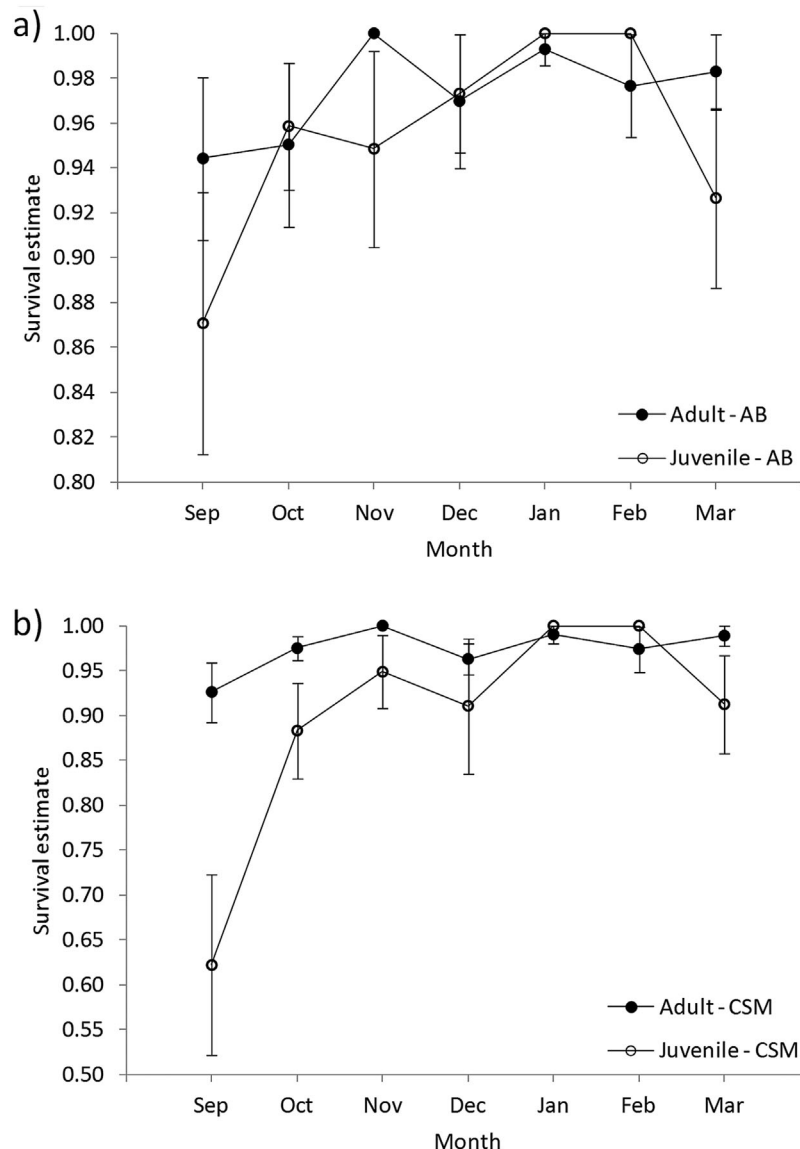 a)
1.00
0.98
0.96
0.94
0.92
0.90
0.88
0.86
0.84
0.82
0.80
Survival estimate
Adult - AB
Juvenile - AB
Sep Oct Nov Dec Jan Feb Mar
Month
b)
1.00
0.95
0.90
0.85
0.80
0.75
0.70
0.65
0.60
0.55
0.50
Survival estimate
Adult - CSM
Juvenile - CSM
Sep Oct Nov Dec Jan Feb Mar
Month